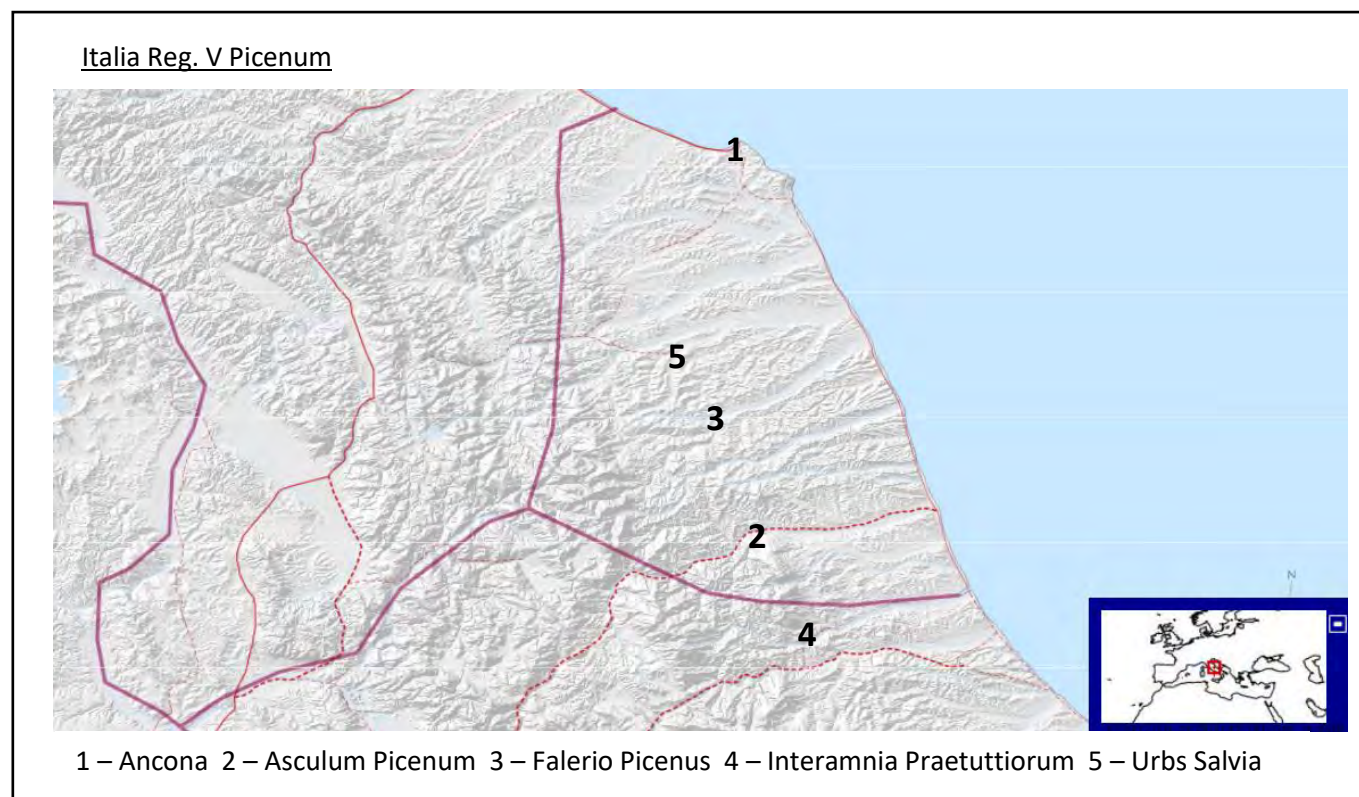 Italia Reg. V Picenum
1
5
3
2
4
N
1 – Ancona 2 – Asculum Picenum 3 – Falerio Picenus 4 – Interamnia Praetuttiorum 5 – Urbs Salvia